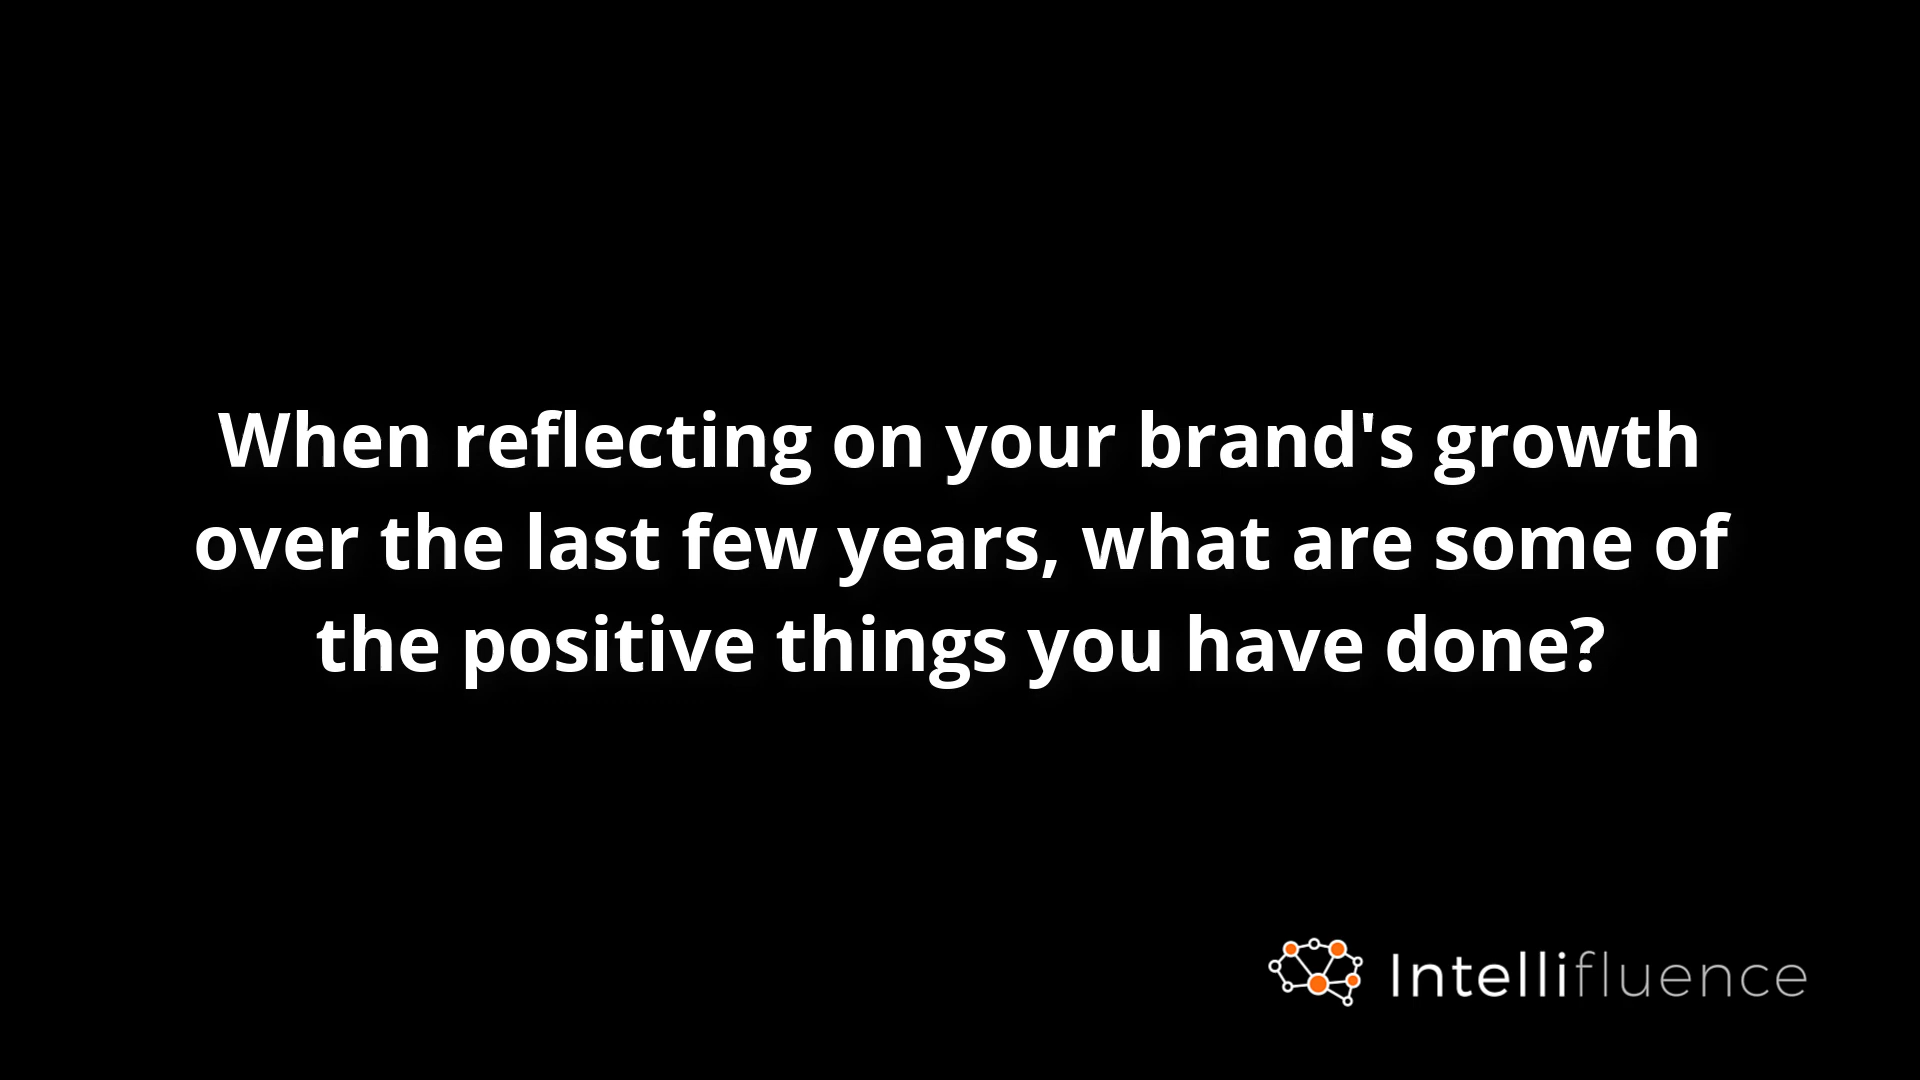 When reflecting on your brand's growth
over the last few years, what are some of
the positive things you have done?
Intellifluence